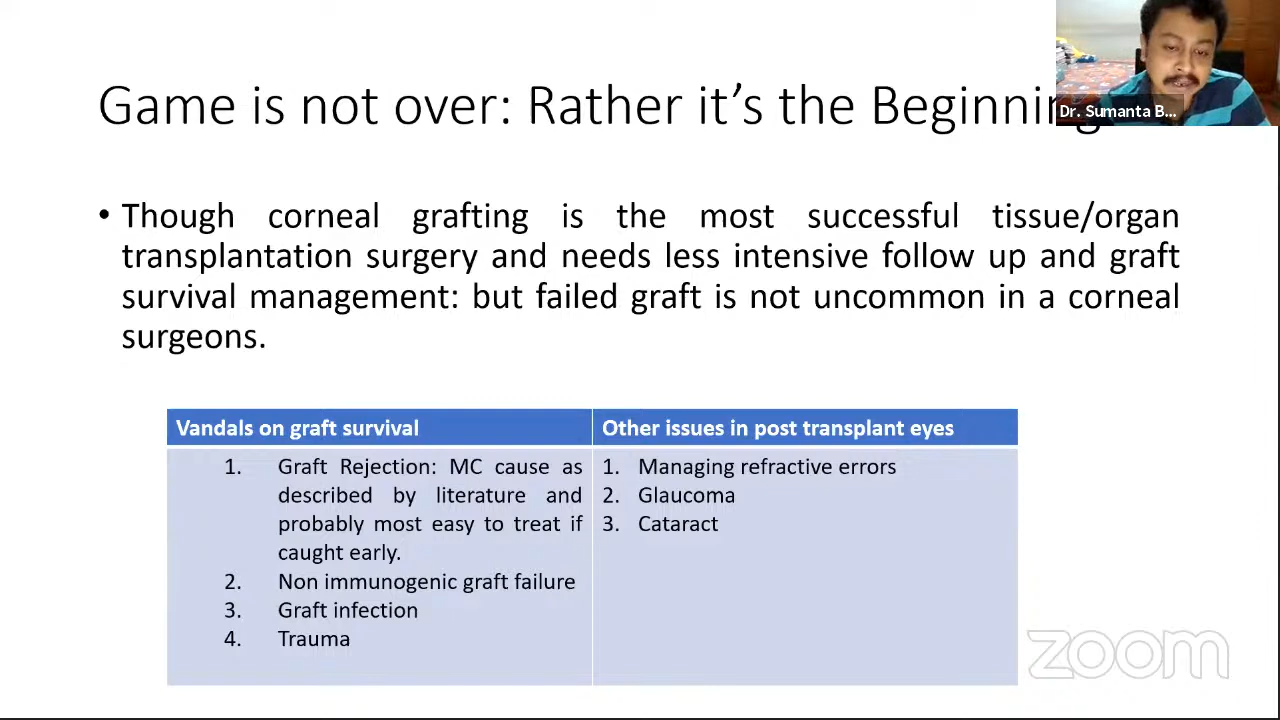 Game is not over: Rather it's the Beginning
Dr. Sumanta B...
• Though corneal grafting is the most successful tissue/organ
transplantation surgery and needs less intensive follow up and graft
survival management: but failed graft is not uncommon in a corneal
surgeons.
Vandals on graft survival
1. Graft Rejection: MC cause as
described by literature and
probably most easy to treat if
caught early.
2. Non immunogenic graft failure
3. Graft infection
4. Trauma
Other issues in post transplant eyes
1. Managing refractive errors
2. Glaucoma
3. Cataract
zoom